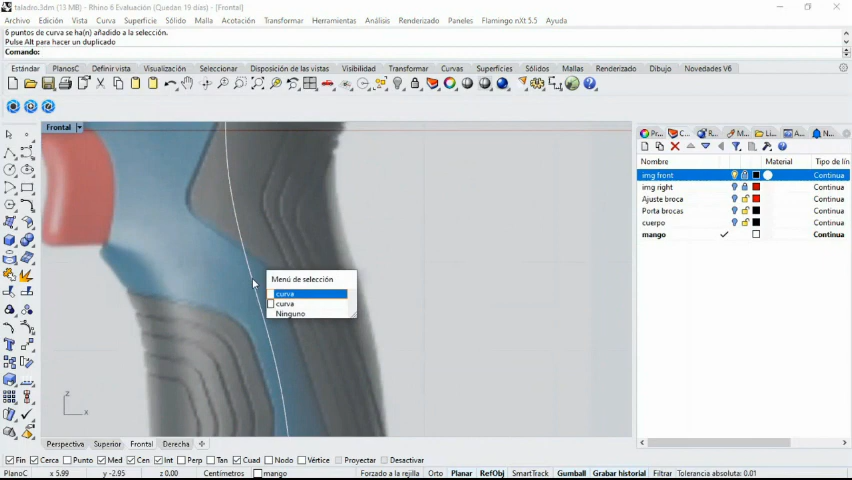 taladro.3dm (13 MB) - Rhino 6 Evaluación (Quedan 19 días) - [Frontal]
Archivo Edición Vista Curva Superficie Sólido Malla Acotación Transformar Herramientas Análisis Renderizado Paneles Flamingo nXt 5.5 Ayuda
6 puntos de curva se ha(n) añadido a la selección.
Pulse Alt para hacer un duplicado
Comando:
Estándar PlanosC Definir vista Visualización Seleccionar Disposición de las vistas Visibilidad Transformar Curvas Superficies Sólidos Mallas Renderizado Dibujo Novedades V6
Frontal
Pr... C... R... M... Li... A... N...
Nombre Material Tipo de lín
img front Continua
img right Continua
Ajuste broca Continua
Porta brocas Continua
cuerpo Continua
mango Continua
Menú de selección
curva
curva
Ninguno
z
x
Perspectiva Superior Frontal Derecha
Fin Cerca Punto Med Cen Int Perp Tan Cuad Nodo Vértice Proyectar Desactivar
PlanoC x 5.99 y -2.95 z 0.00 Centímetros mango Forzado a la rejilla Orto Planar RefObj SmartTrack Gumball Grabar historial Filtrar Tolerancia absoluta: 0.01